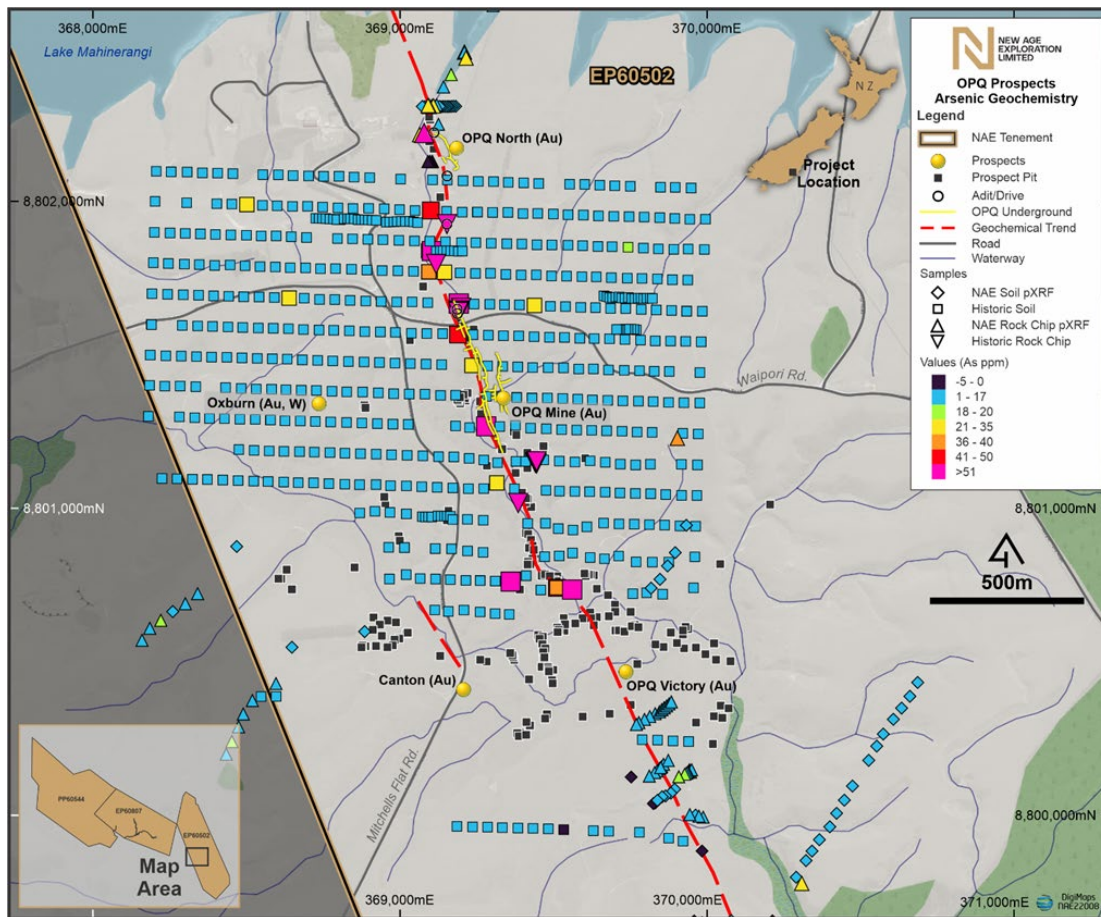 368,000mE
369,000mE
370,000mE
Lake Mahinerangi
EP60502
NZ
Project
Location
NEW AGE
EXPLORATION
LIMITED
OPQ Prospects
Arsenic Geochemistry
Legend
NAE Tenement
Prospects
Prospect Pit
Adit/Drive
OPQ Underground
Geochemical Trend
Road
Waterway
Samples
NAE Soil pXRF
Historic Soil
NAE Rock Chip pXRF
Historic Rock Chip
Values (As ppm)
-5 - 0
1 - 17
18 - 20
21 - 35
36 - 40
41 - 50
>51
OPQ North (Au)
8,802,000mN
Waipori Rd.
Oxburn (Au, W)
OPQ Mine (Au)
8,801,000mN
8,801,000mN
500m
Canton (Au)
OPQ Victory (Au)
Mitchells Flat Rd.
PP60544
EP60807
EP60502
Map
Area
8,800,000mN
369,000mE
370,000mE
371,000mE
DigiMaps
NAE22008